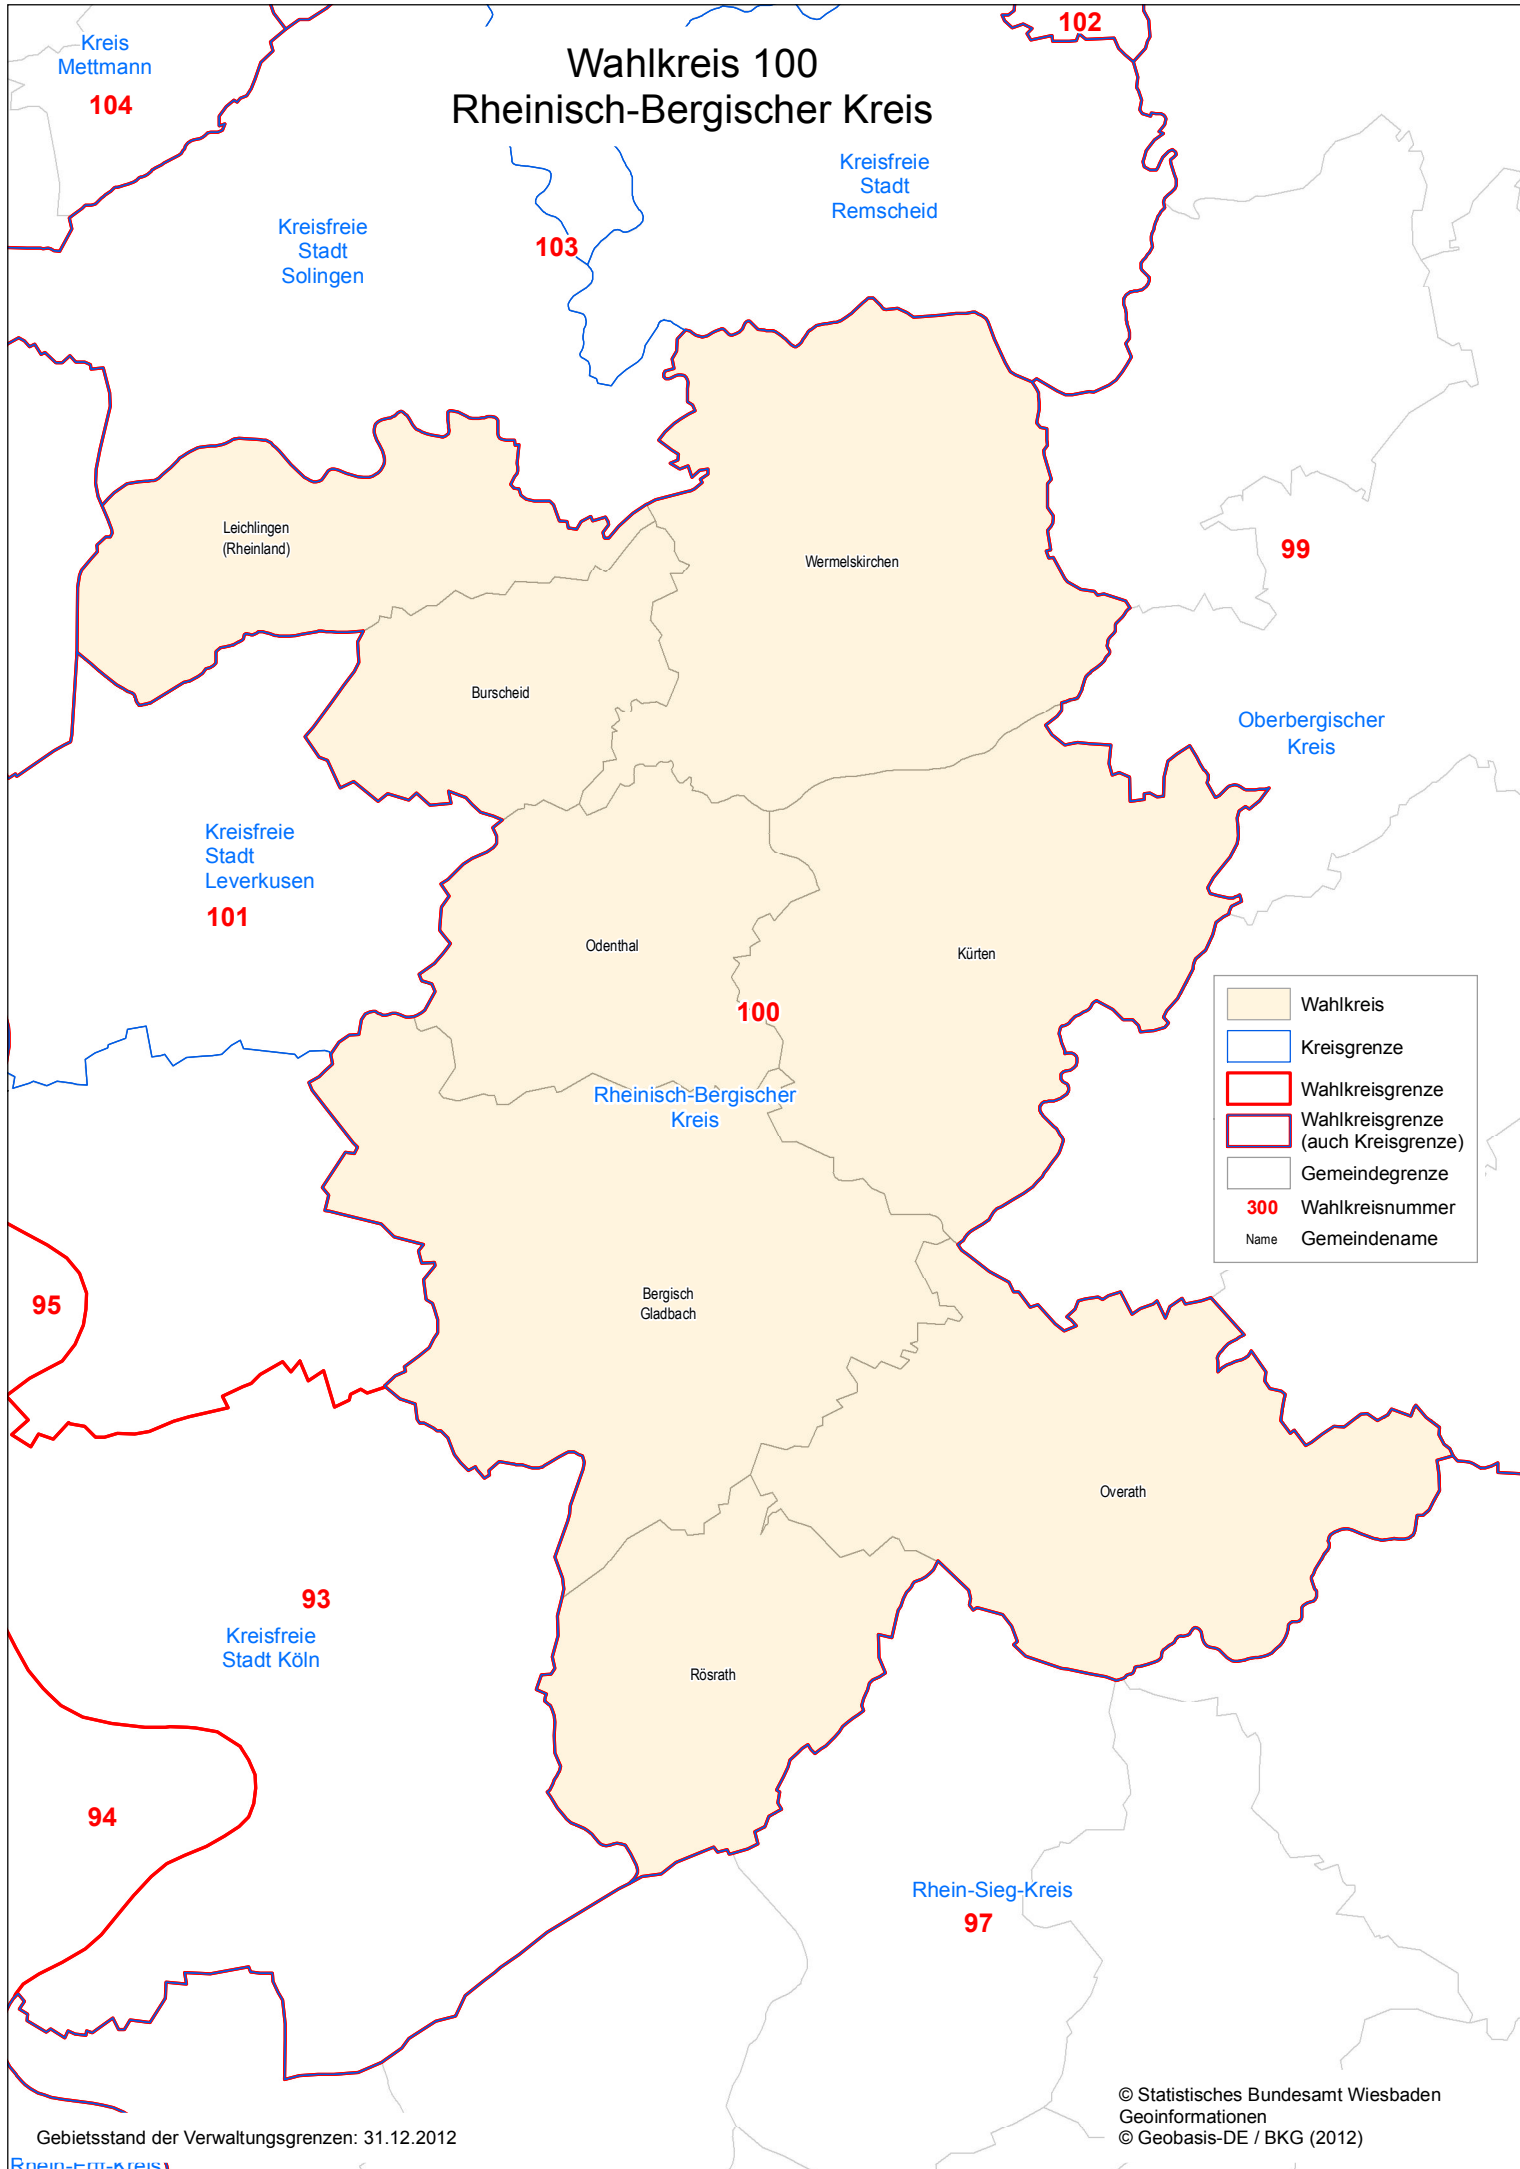 Wahlkreis 100
Rheinisch-Bergischer Kreis
102
Kreis
Mettmann
104
Kreisfreie
Stadt
Remscheid
Kreisfreie
Stadt
Solingen
103
Leichlingen
(Rheinland)
Wermelskirchen
99
Burscheid
Oberbergischer
Kreis
Kreisfreie
Stadt
Leverkusen
101
Odenthal
Kürten
100
Rheinisch-Bergischer
Kreis
Wahlkreis
Kreisgrenze
Wahlkreisgrenze
Wahlkreisgrenze
(auch Kreisgrenze)
Gemeindegrenze
300 Wahlkreisnummer
Name Gemeindename
95
Bergisch
Gladbach
Overath
93
Kreisfreie
Stadt Köln
Rösrath
94
Rhein-Sieg-Kreis
97
© Statistisches Bundesamt Wiesbaden
Geoinformationen
© Geobasis-DE / BKG (2012)
Gebietsstand der Verwaltungsgrenzen: 31.12.2012
Rhein-Erft-Kreis